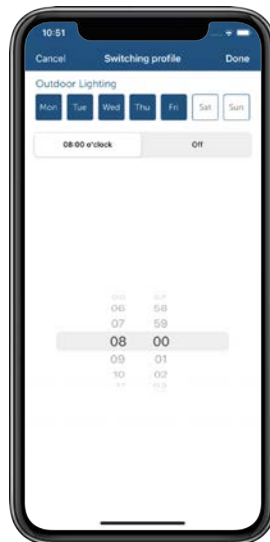 10:51
Cancel Switching profile Done
Outdoor Lighting
Mon Tue Wed Thu Fri Sat Sun
08:00 o'clock Off
06 58
07 59
08 00
09 01
10 02